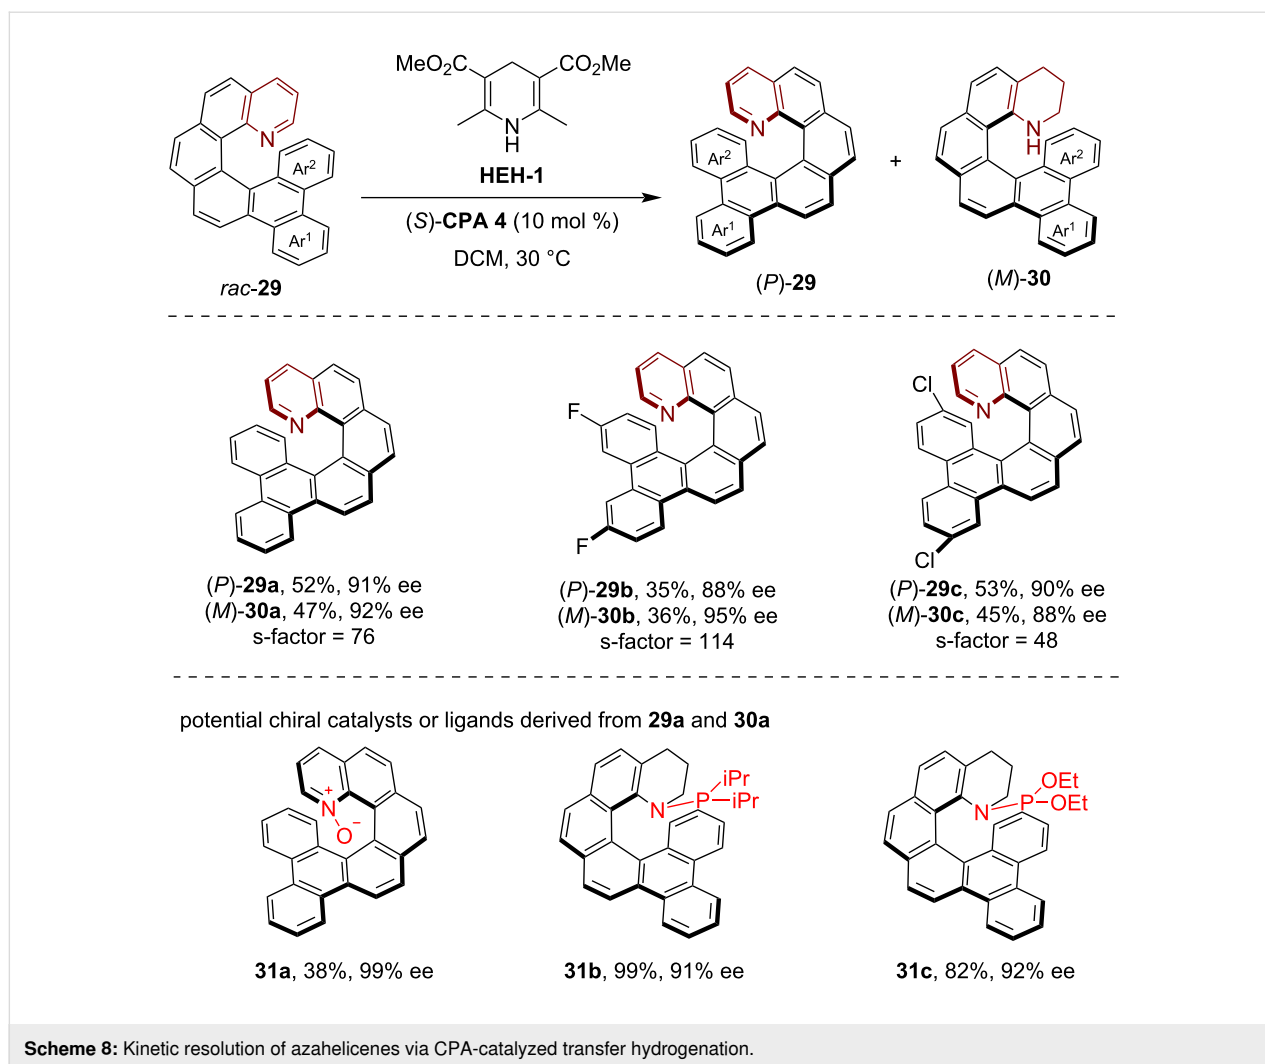 MeO₂C CO₂Me
N
H
HEH-1
(S)-CPA 4 (10 mol %)
DCM, 30 °C
N
Ar²
Ar¹
rac-29
N
Ar²
Ar¹
(P)-29
+
N
H
Ar²
Ar¹
(M)-30
N
(P)-29a, 52%, 91% ee
(M)-30a, 47%, 92% ee
s-factor = 76
N
F
F
(P)-29b, 35%, 88% ee
(M)-30b, 36%, 95% ee
s-factor = 114
N
Cl
Cl
(P)-29c, 53%, 90% ee
(M)-30c, 45%, 88% ee
s-factor = 48
potential chiral catalysts or ligands derived from 29a and 30a
N+
O−
31a, 38%, 99% ee
iPr
N P iPr
31b, 99%, 91% ee
OEt
N P OEt
31c, 82%, 92% ee
Scheme 8: Kinetic resolution of azahelicenes via CPA-catalyzed transfer hydrogenation.